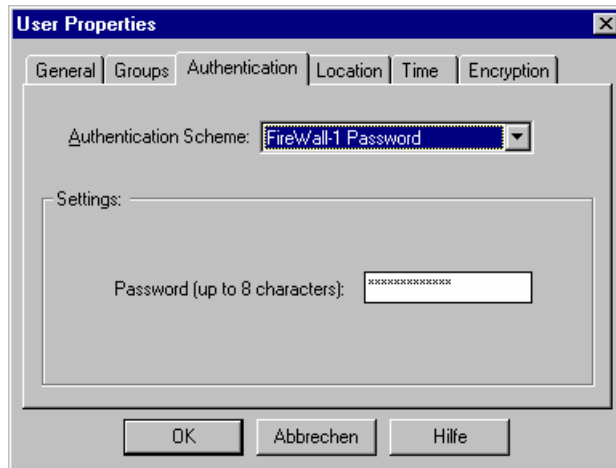 User Properties
General Groups Authentication Location Time Encryption
Authentication Scheme: FireWall-1 Password
Settings:
Password (up to 8 characters): *************
OK Abbrechen Hilfe